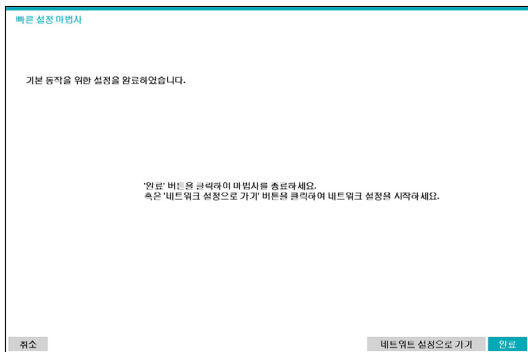 빠른 설정 마법사
기본 동작을 위한 설정을 완료하였습니다.
'완료' 버튼을 클릭하여 마법사를 종료하세요.
혹은 '네트워크 설정으로 가기' 버튼을 클릭하여 네트워크 설정을 시작하세요.
취소
네트워트 설정으로 가기
완료